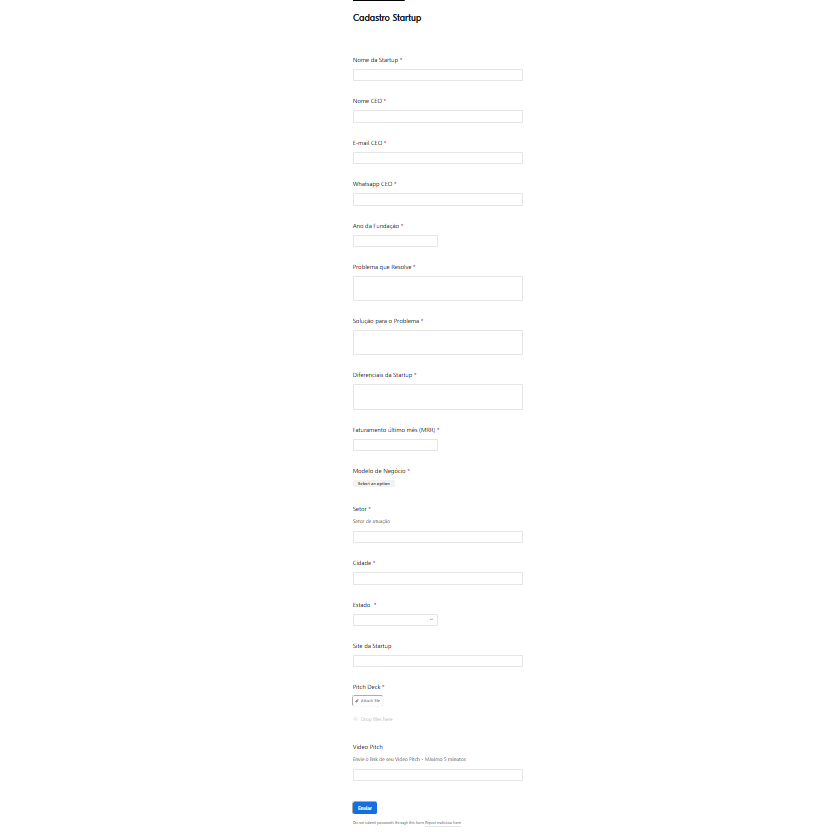 Cadastro Startup
Nome da Startup *
Nome CEO *
E-mail CEO *
Whatsapp CEO *
Ano da Fundação *
Problema que Resolve *
Solução para o Problema *
Diferenciais da Startup *
Faturamento último mês (MRR) *
Modelo de Negócio *
Select an option
Setor *
Setor de atuação
Cidade *
Estado *
Site da Startup
Pitch Deck *
Attach file
Drop files here
Vídeo Pitch
Envie o link de seu Vídeo Pitch - Máximo 5 minutos
Enviar
Do not submit passwords through this form. Report malicious form